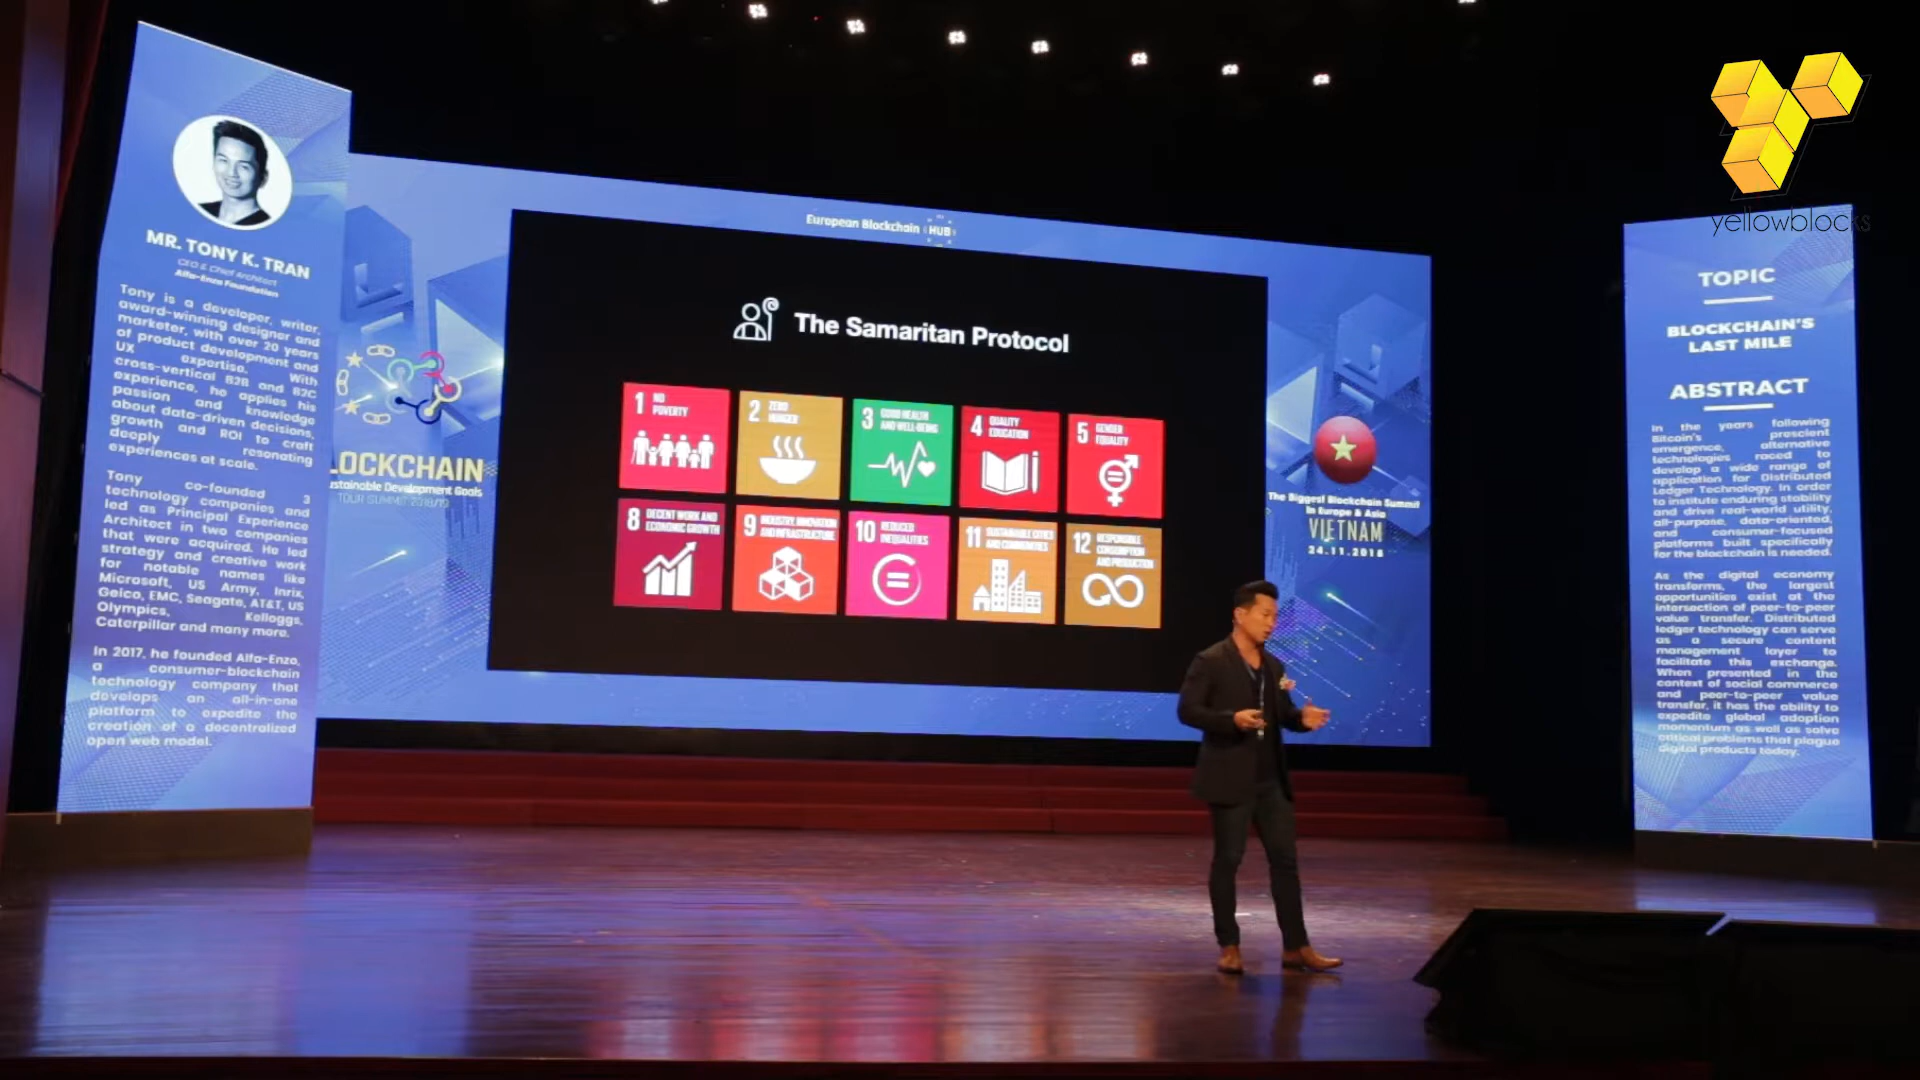 MR. TONY K. TRAN
CEO & Chief Architect
Alfa-Enzo Foundation
Tony is a developer, writer,
award-winning designer and
marketer, with over 20 years
of product development and
UX expertise. With
cross-vertical B2B and B2C
experience, he applies his
passion and knowledge
about data-driven decisions,
growth and ROI to craft
deeply resonating
experiences at scale.
Tony co-founded 3
technology companies and
led as Principal Experience
Architect in two companies
that were acquired. He led
strategy and creative work
for notable names like
Microsoft, US Army, Inrix,
Geico, EMC, Seagate, AT&T, US
Olympics, Kelloggs,
Caterpillar and many more.
In 2017, he founded Alfa-Enzo,
a consumer-blockchain
technology company that
develops an all-in-one
platform to expedite the
creation of a decentralized
open web model.
LOCKCHAIN
ustainable Development Goals
TOUR SUMMIT 2018/19
European Blockchain HUB
The Samaritan Protocol
1 NO
POVERTY
2 ZERO
HUNGER
3 GOOD HEALTH
AND WELL-BEING
4 QUALITY
EDUCATION
5 GENDER
EQUALITY
8 DECENT WORK AND
ECONOMIC GROWTH
9 INDUSTRY, INNOVATION
AND INFRASTRUCTURE
10 REDUCED
INEQUALITIES
11 SUSTAINABLE CITIES
AND COMMUNITIES
12 RESPONSIBLE
CONSUMPTION
AND PRODUCTION
The Biggest Blockchain Summit
in Europe & Asia
VIETNAM
24.11.2018
yellowblocks
TOPIC
BLOCKCHAIN'S
LAST MILE
ABSTRACT
In the years following
Bitcoin's prescient
emergence, alternative
technologies raced to
develop a wide range of
application for Distributed
Ledger Technology. In order
to institute enduring stability
and drive real-world utility,
all-purpose, data-oriented,
and consumer-focused
platforms built specifically
for the blockchain is needed.
As the digital economy
transforms, the largest
opportunities exist at the
intersection of peer-to-peer
value transfer. Distributed
ledger technology can serve
as a secure content
management layer to
facilitate this exchange.
When presented in the
context of social commerce
and peer-to-peer value
transfer, it has the ability to
expedite global adoption
momentum as well as solve
critical problems that plague
digital products today.